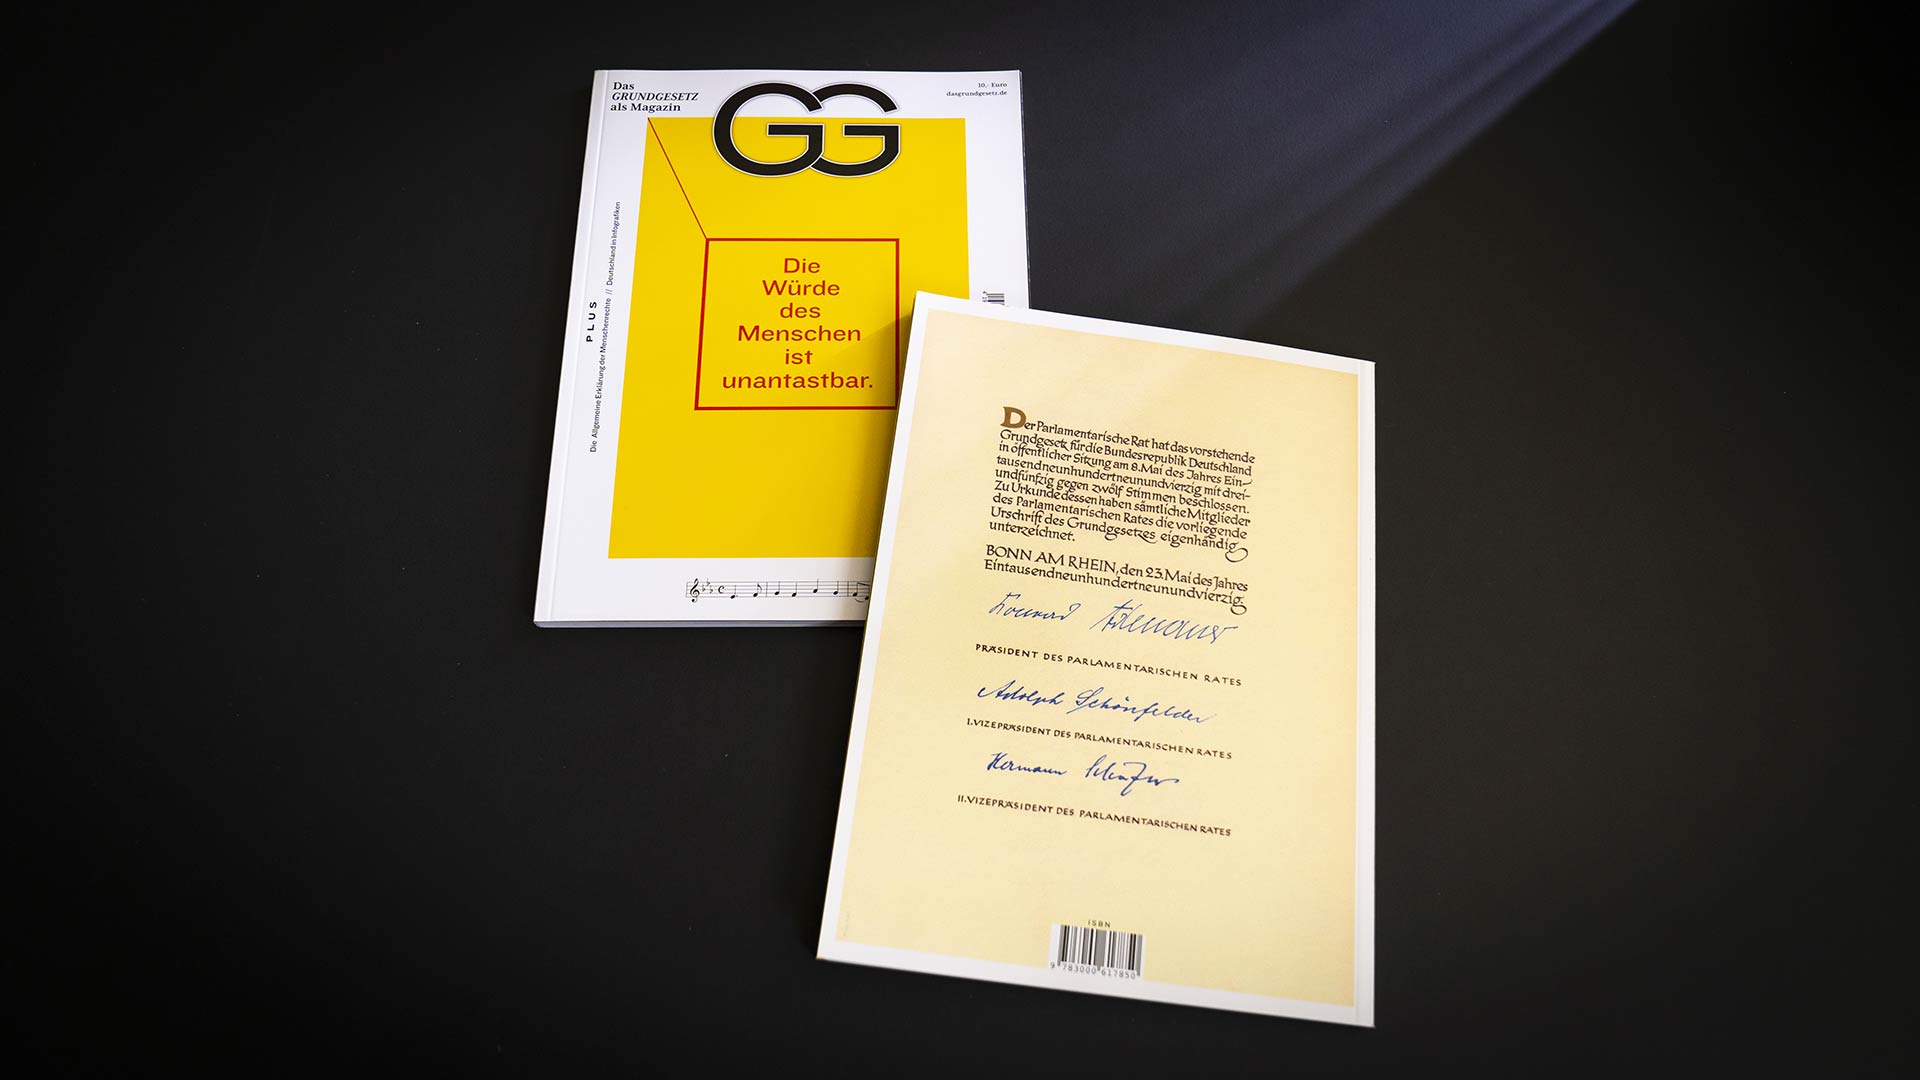 Das
GRUNDGESETZ
als Magazin
GG
10,- Euro
dasgrundgesetz.de
PLUS
Die Allgemeine Erklärung der Menschenrechte // Deutschland in Infografiken
Die
Würde
des
Menschen
ist
unantastbar.
Der Parlamentarische Rat hat das vorstehende
Grundgesetz für die Bundesrepublik Deutschland
in öffentlicher Sitzung am 8. Mai des Jahres Ein-
tausendneunhundertneunundvierzig mit drei-
undfünfzig gegen zwölf Stimmen beschlossen.
Zu Urkunde dessen haben sämtliche Mitglieder
des Parlamentarischen Rates die vorliegende
Urschrift des Grundgesetzes eigenhändig
unterzeichnet.
BONN AM RHEIN, den 23. Mai des Jahres
Eintausendneunhundertneunundvierzig.
Konrad Adenauer
PRÄSIDENT DES PARLAMENTARISCHEN RATES
Adolph Schönfelder
I. VIZEPRÄSIDENT DES PARLAMENTARISCHEN RATES
Hermann Schäfer
II. VIZEPRÄSIDENT DES PARLAMENTARISCHEN RATES
ISBN
9 783000 617850